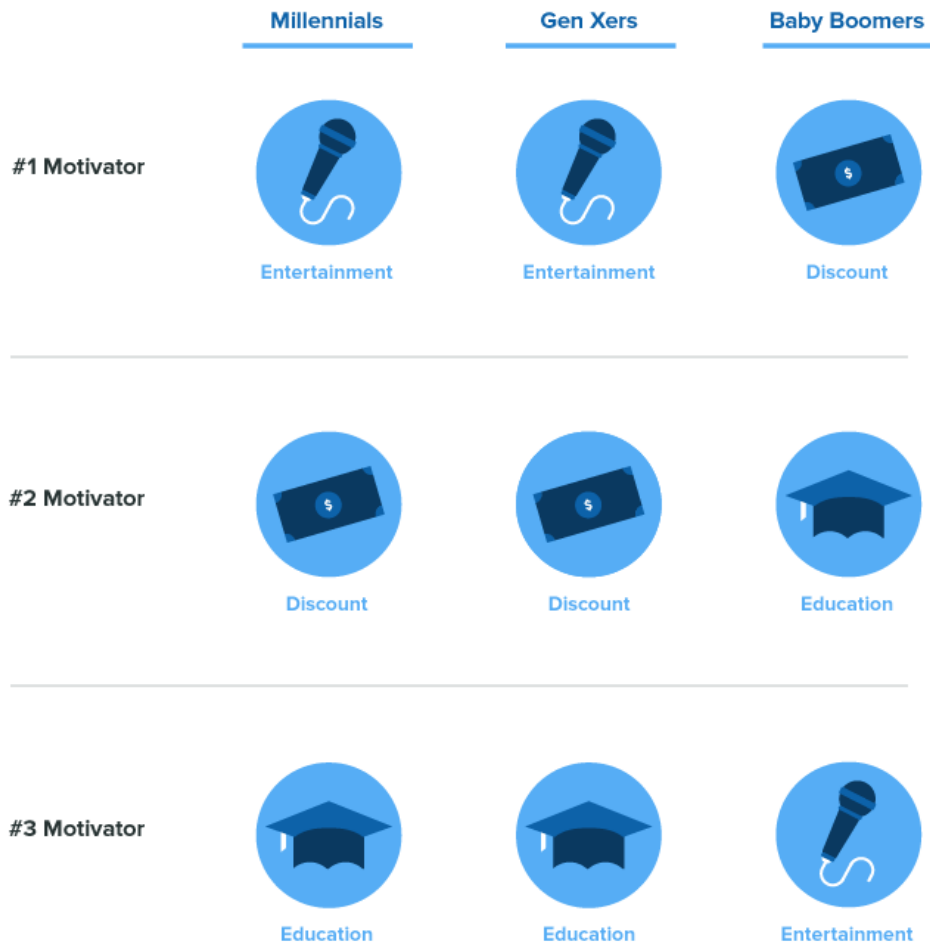 Millennials Gen Xers Baby Boomers
#1 Motivator
$
Entertainment Entertainment Discount
#2 Motivator
$ $
Discount Discount Education
#3 Motivator
Education Education Entertainment